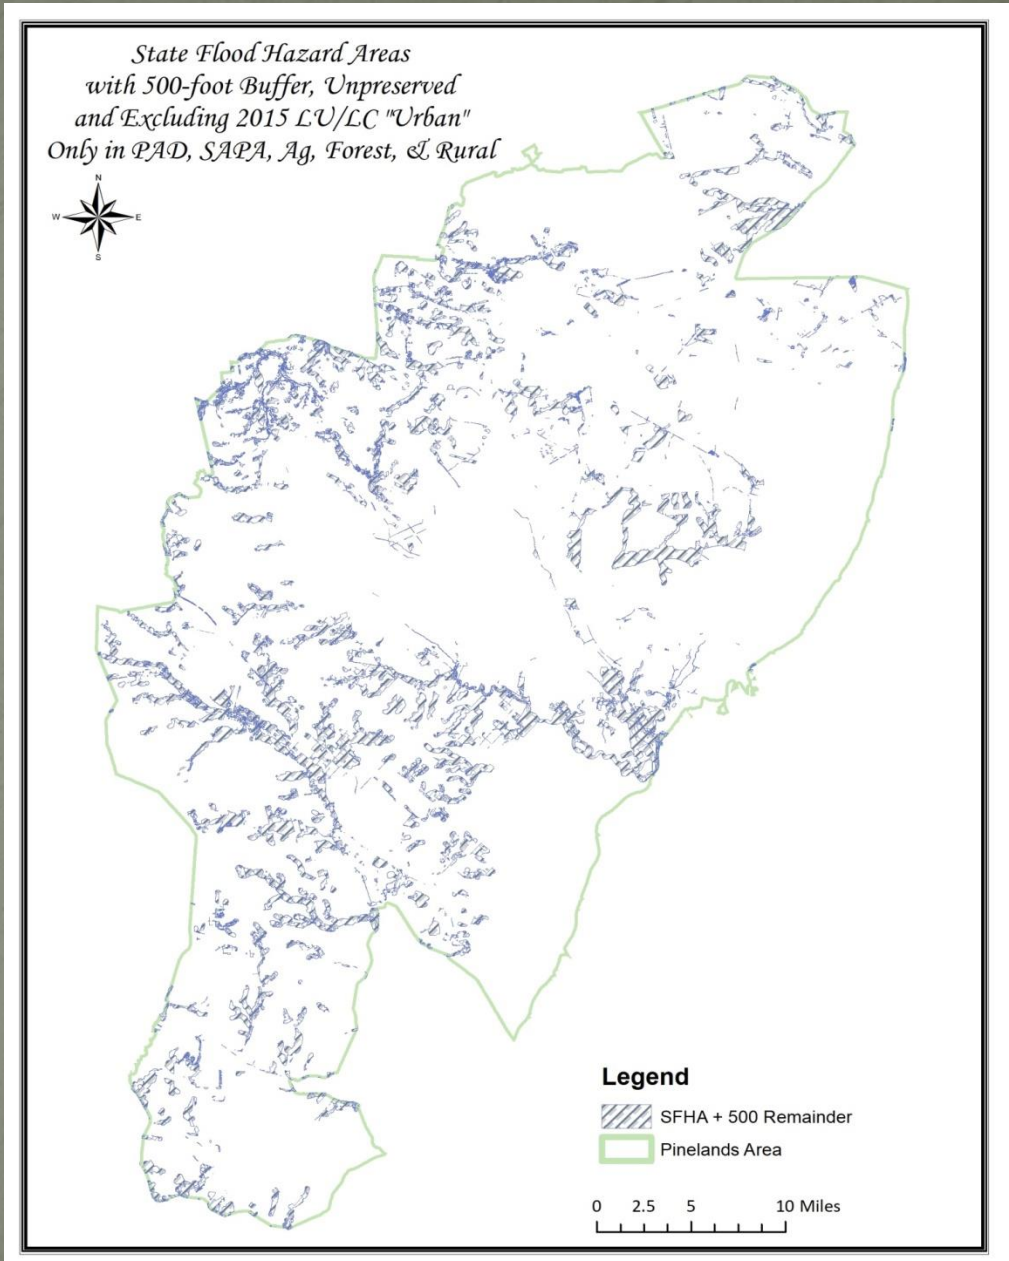 State Flood Hazard Areas
with 500-foot Buffer, Unpreserved
and Excluding 2015 LU/LC "Urban"
Only in PAD, SAPA, Ag, Forest, & Rural
N
W E
S
Legend
SFHA + 500 Remainder
Pinelands Area
0 2.5 5 10 Miles